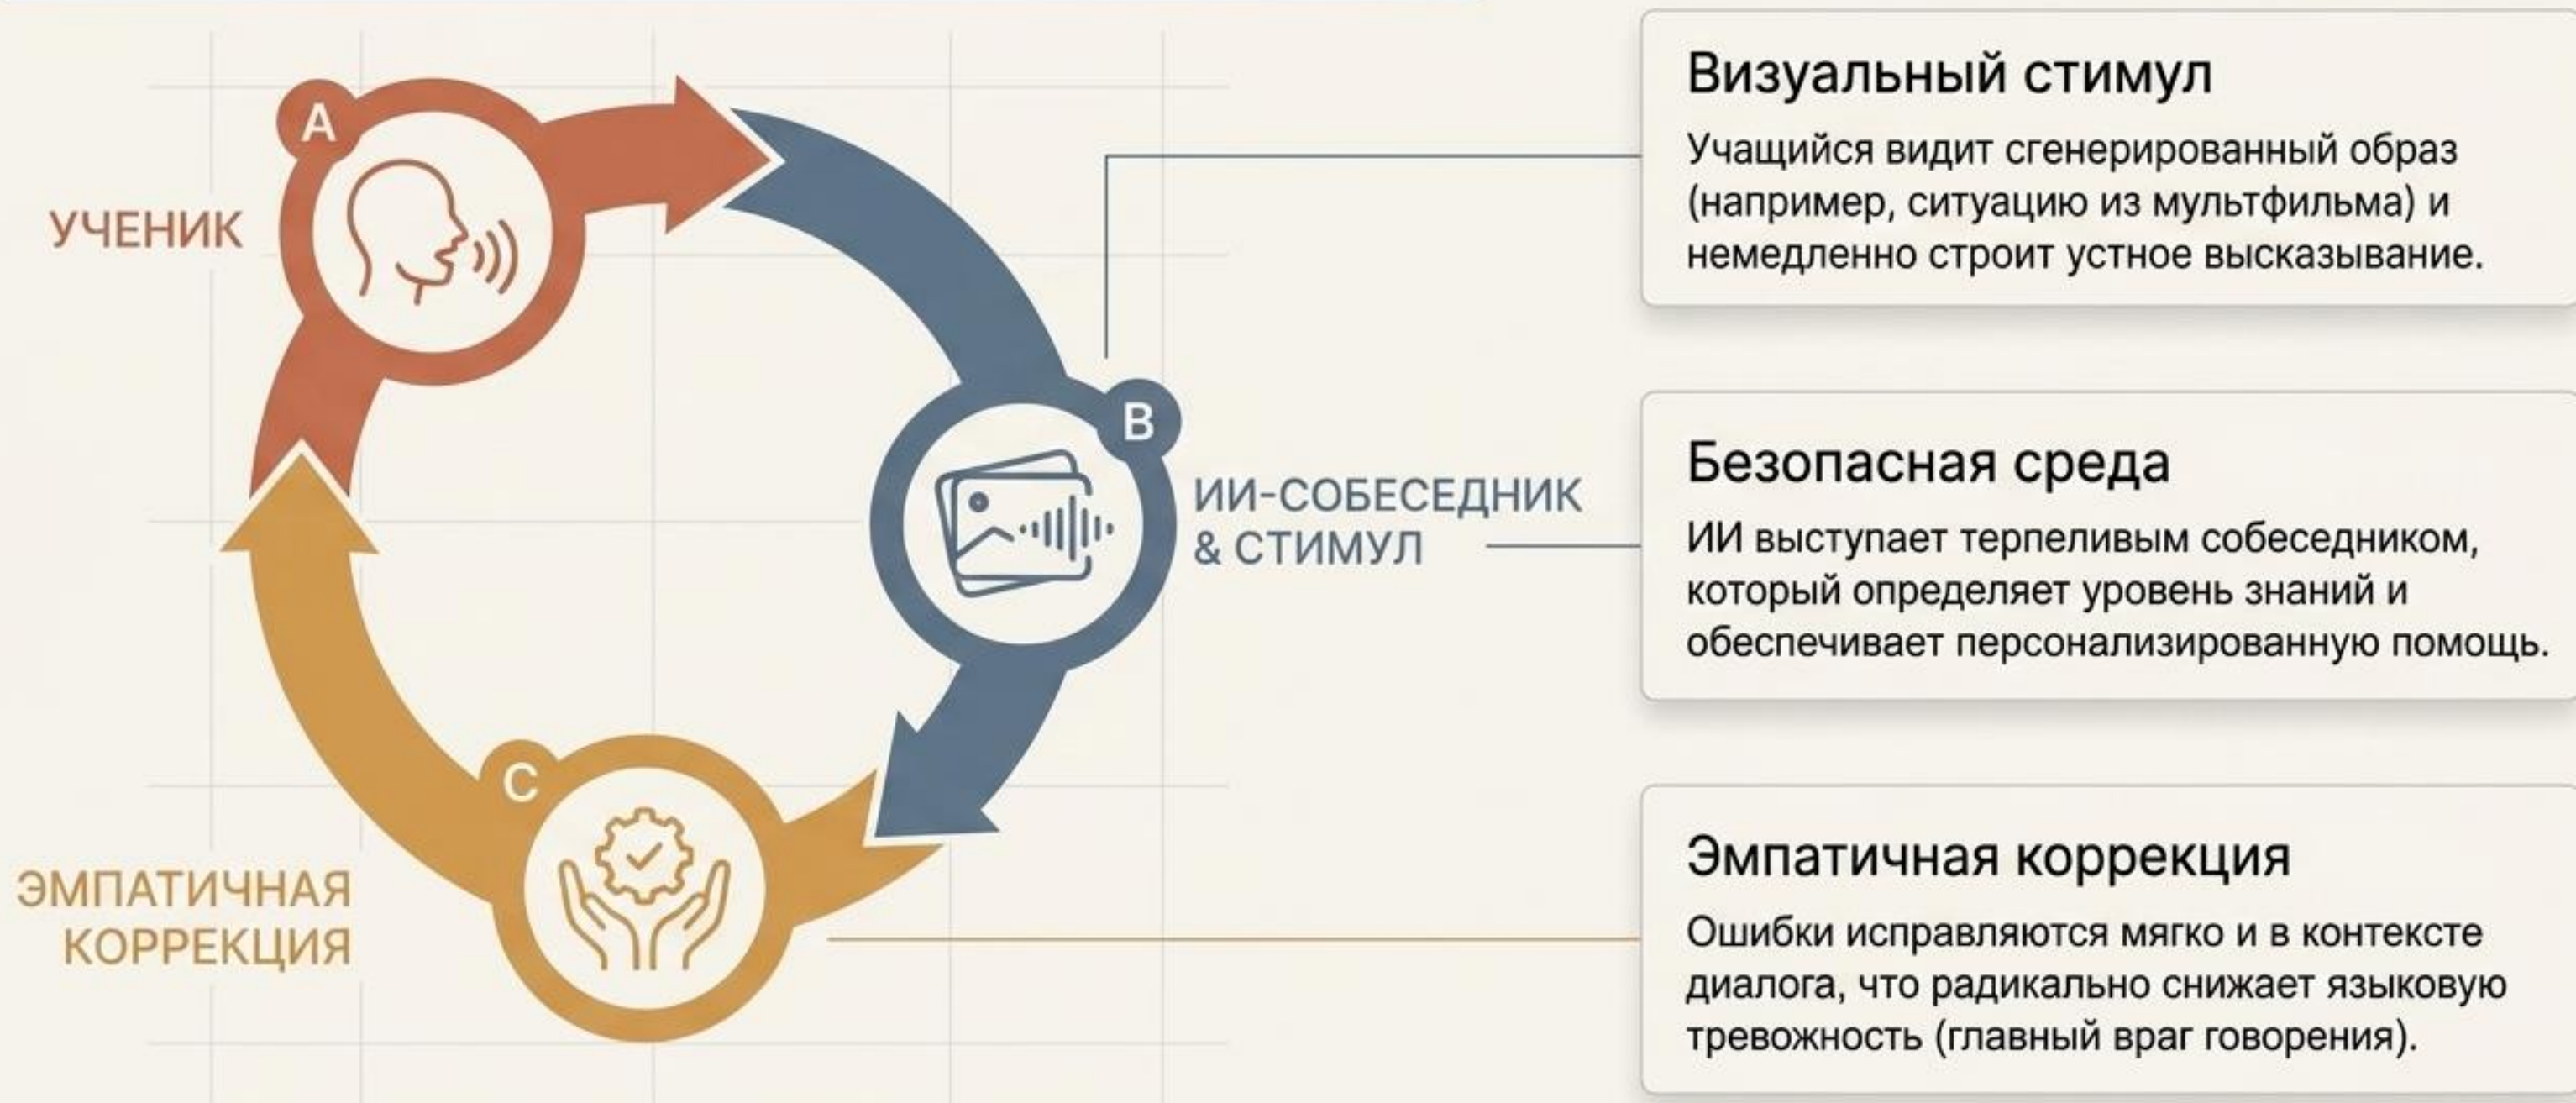 A
УЧЕНИК
B
ИИ-СОБЕСЕДНИК
& СТИМУЛ
C
ЭМПАТИЧНАЯ
КОРРЕКЦИЯ
Визуальный стимул
Учащийся видит сгенерированный образ
(например, ситуацию из мультфильма) и
немедленно строит устное высказывание.
Безопасная среда
ИИ выступает терпеливым собеседником,
который определяет уровень знаний и
обеспечивает персонализированную помощь.
Эмпатичная коррекция
Ошибки исправляются мягко и в контексте
диалога, что радикально снижает языковую
тревожность (главный враг говорения).